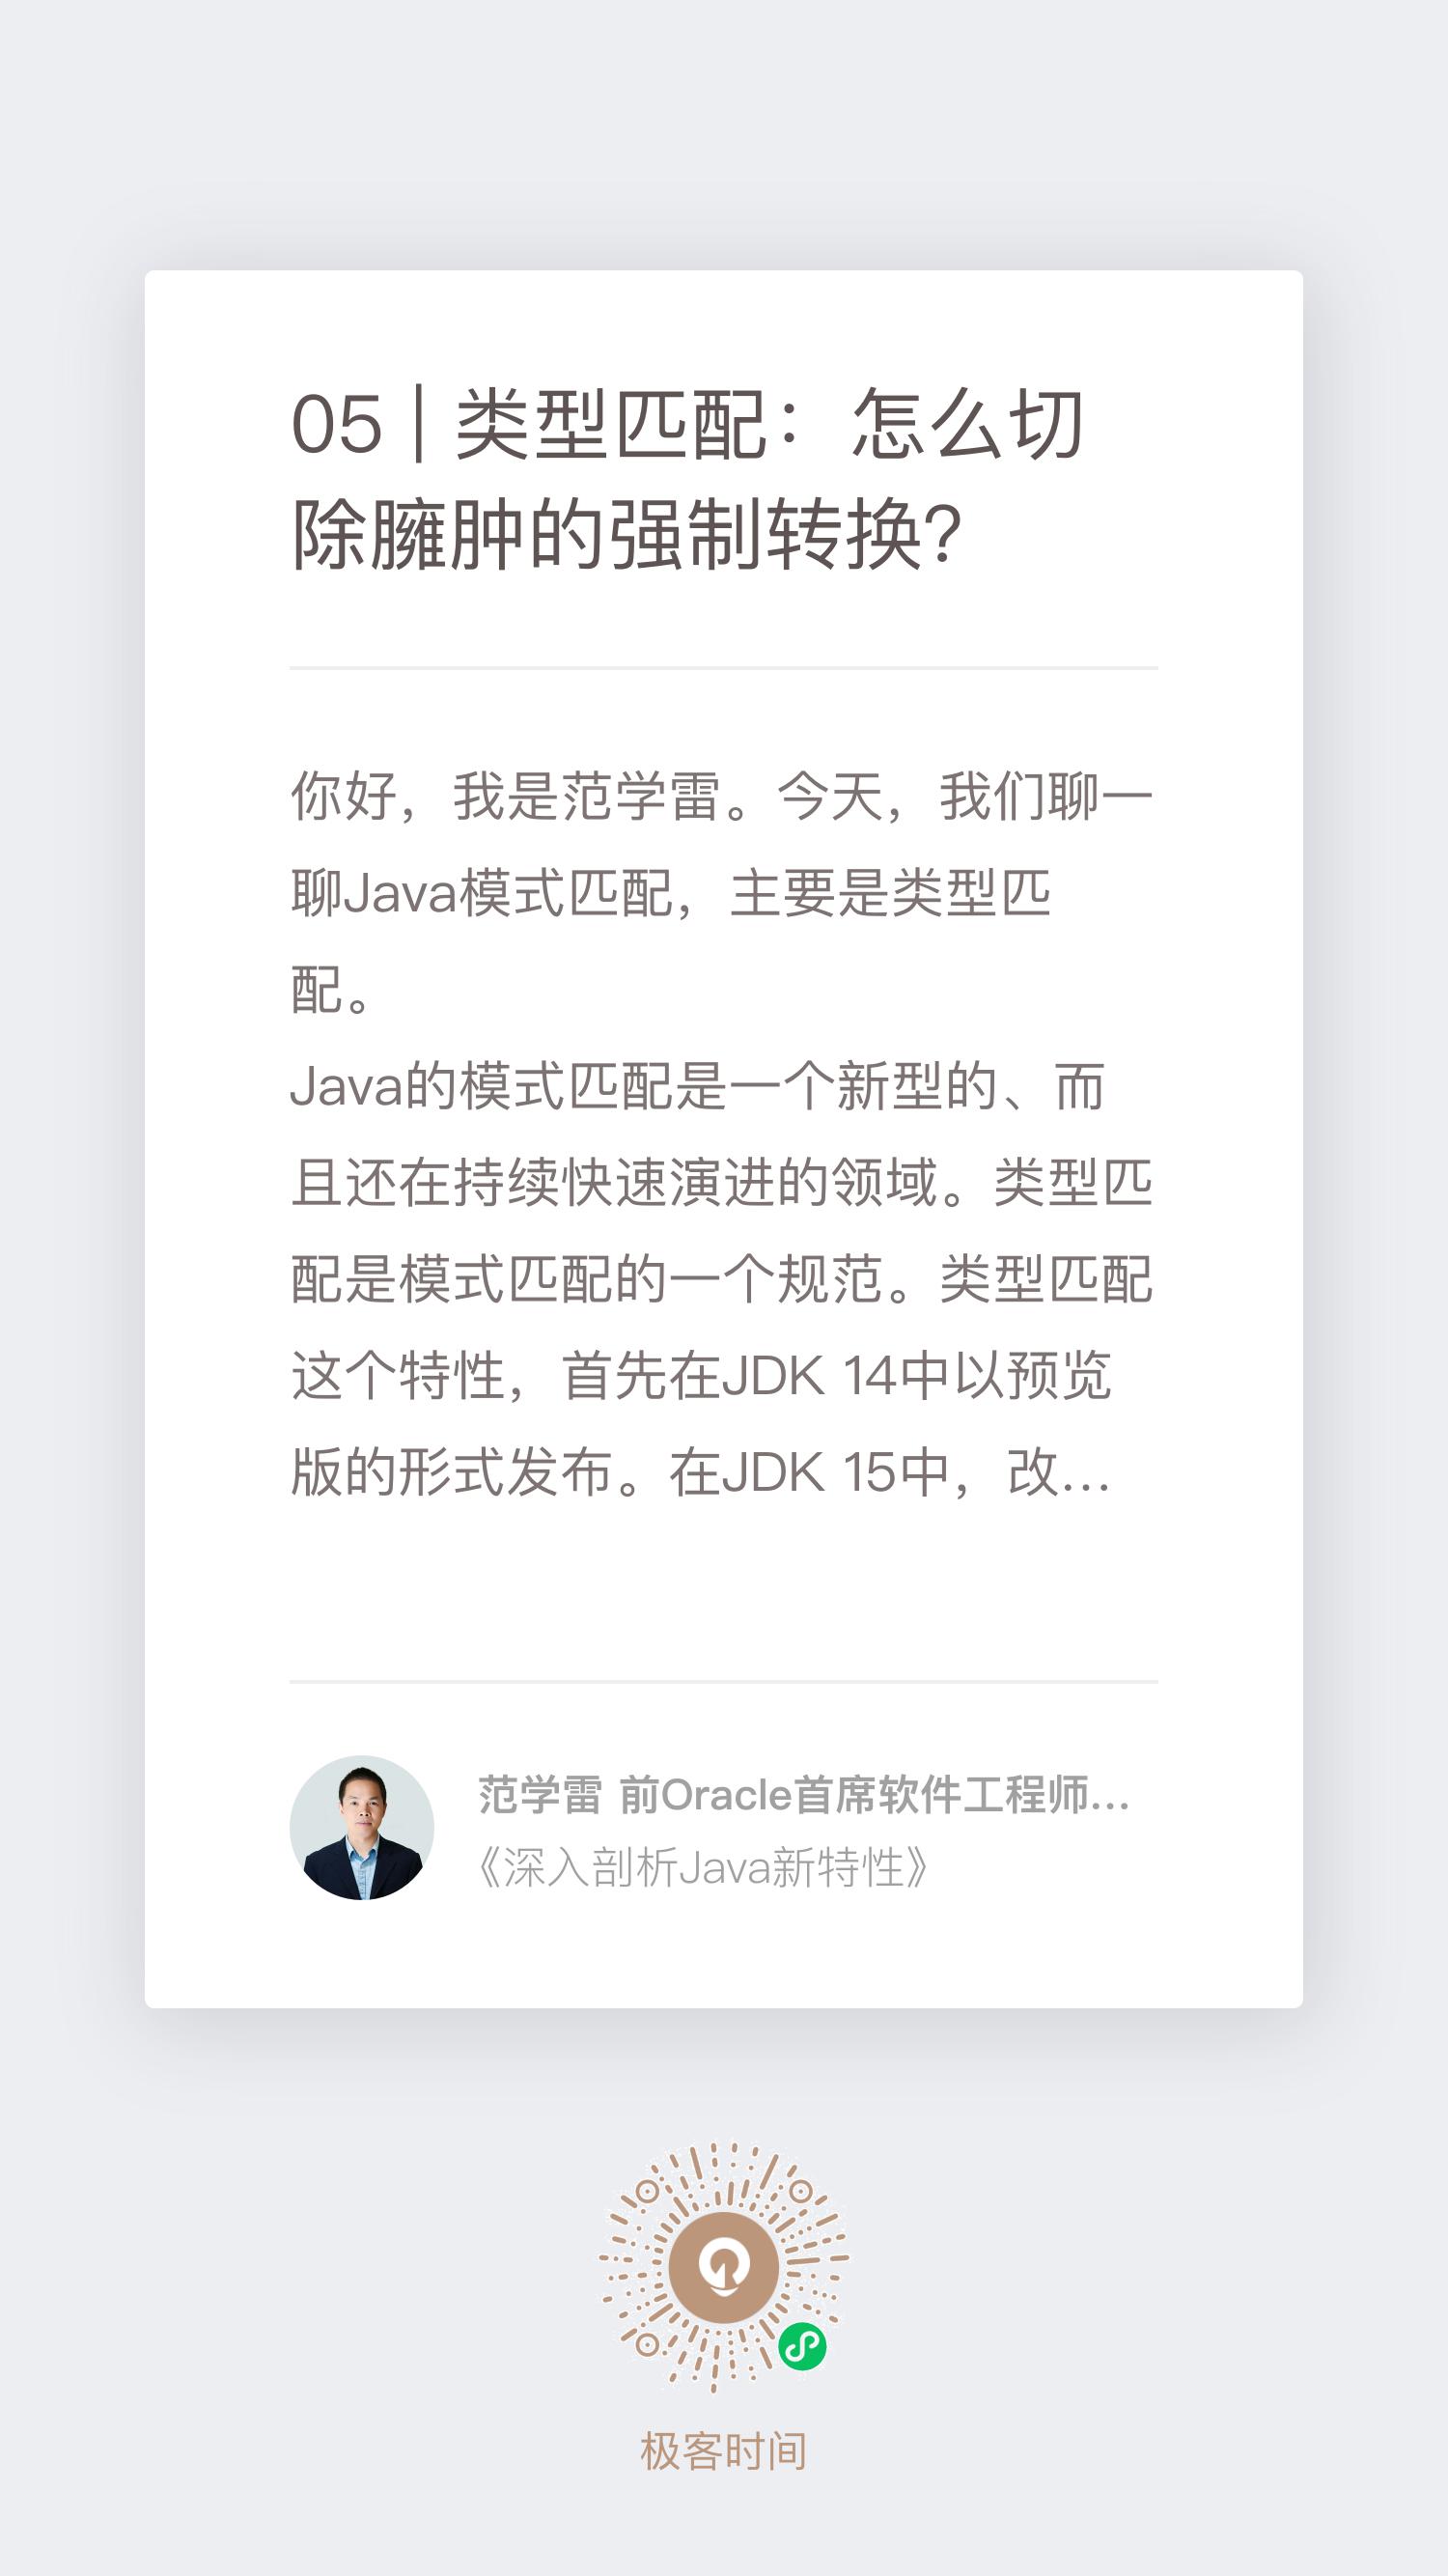 05 | 类型匹配：怎么切
除臃肿的强制转换？
你好，我是范学雷。今天，我们聊一
聊Java模式匹配，主要是类型匹
配。
Java的模式匹配是一个新型的、而
且还在持续快速演进的领域。类型匹
配是模式匹配的一个规范。类型匹配
这个特性，首先在JDK 14中以预览
版的形式发布。在JDK 15中，改...
范学雷 前Oracle首席软件工程师...
《深入剖析Java新特性》
极客时间